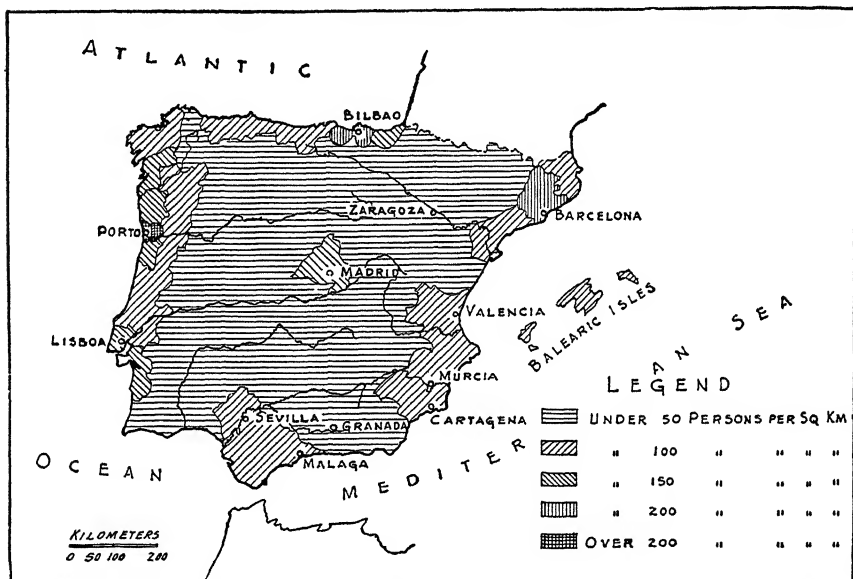 ATLANTIC
BILBAO
ZARAGOZA
BARCELONA
PORTO
MADRID
VALENCIA
BALEARIC ISLES
LISBOA
MURCIA
CARTAGENA
SEVILLA
GRANADA
MALAGA
OCEAN
MEDITER
AN SEA
LEGEND
UNDER 50 PERSONS PER SQ KM
" 100 " " " "
" 150 " " " "
" 200 " " " "
OVER 200 " " " "
KILOMETERS
0 50 100 200